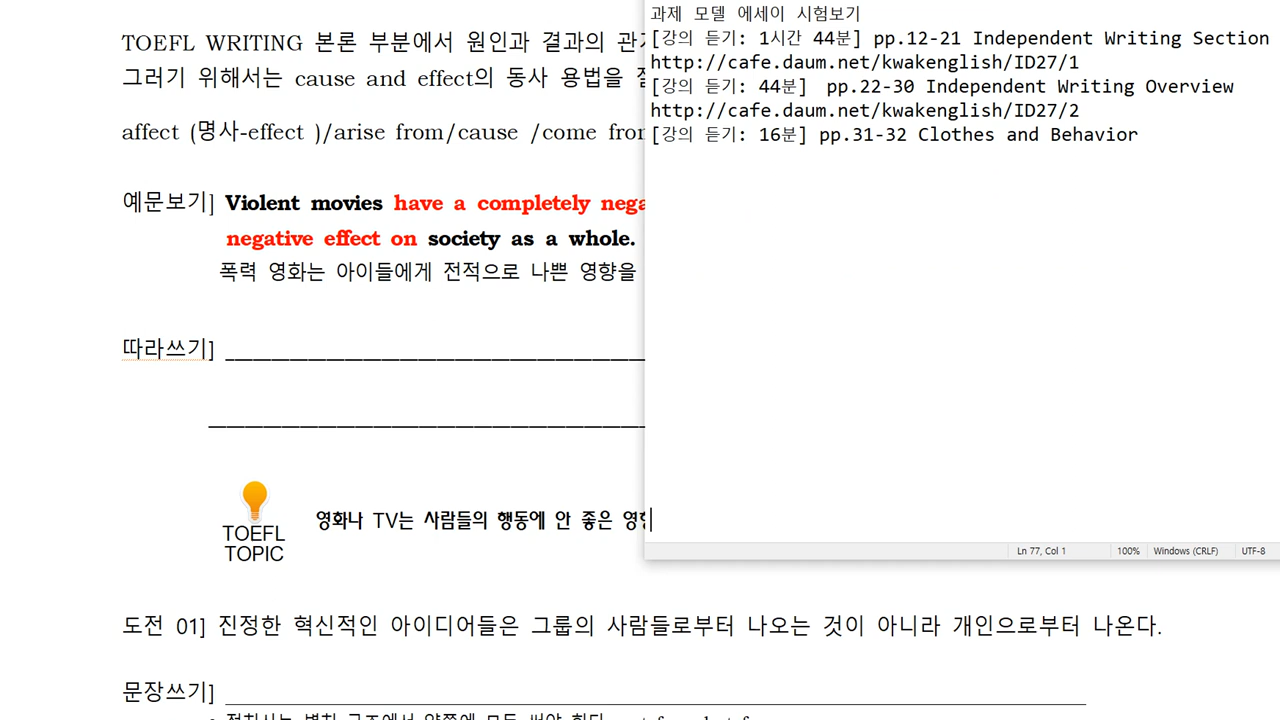 TOEFL WRITING 본론 부분에서 원인과 결과의
그러기 위해서는 cause and effect의 동사 용법을
affect (명사-effect )/arise from/cause /come from
예문보기] Violent movies have a completely
negative effect on society as a whole.
폭력 영화는 아이들에게 전적으로 나쁜 영향을
따라쓰기]
TOEFL
TOPIC
영화나 TV는 사람들의 행동에 안 좋은
도전 01] 진정한 혁신적인 아이디어들은 그룹의 사람들로부터 나오는 것이 아니라 개인으로부터 나온다.
문장쓰기]
과제 모델 에세이 시험보기
[강의 듣기: 1시간 44분] pp.12-21 Independent Writing Section
http://cafe.daum.net/kwakenglish/ID27/1
[강의 듣기: 44분] pp.22-30 Independent Writing Overview
http://cafe.daum.net/kwakenglish/ID27/2
[강의 듣기: 16분] pp.31-32 Clothes and Behavior
Ln 77, Col 1 100% Windows (CRLF) UTF-8